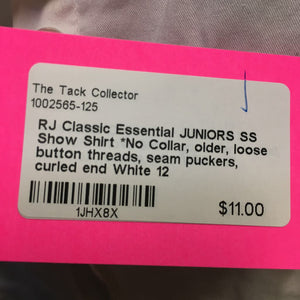 The Tack Collector
1002565-125
RJ Classic Essential JUNIORS SS
Show Shirt *No Collar, older, loose
button threads, seam puckers,
curled end White 12
1JHX8X
$11.00